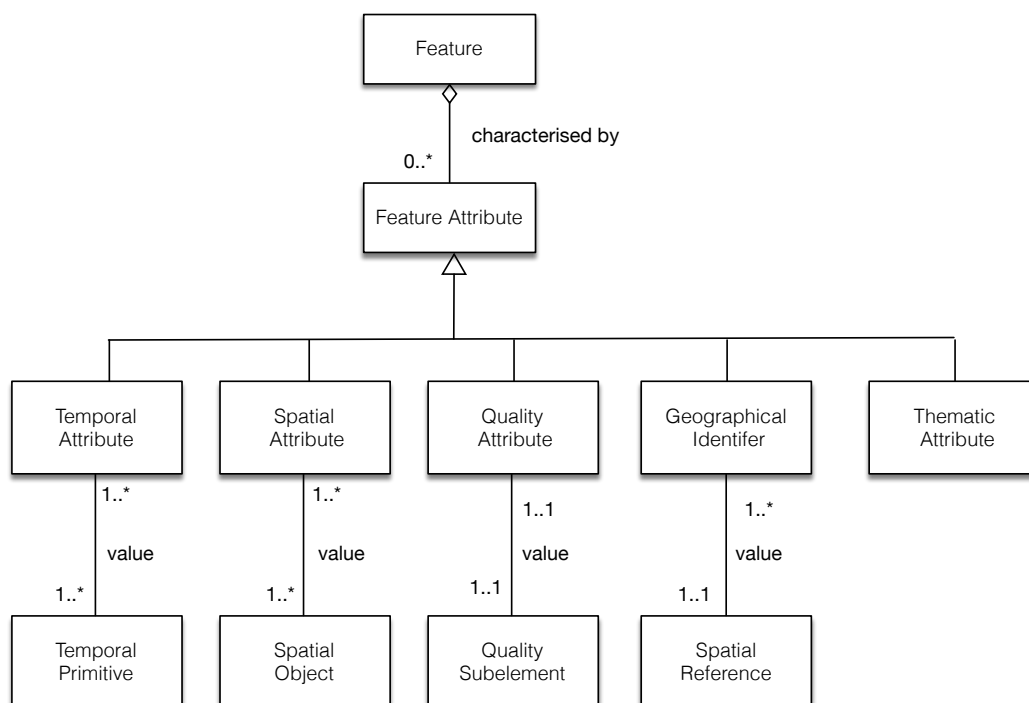 Feature
characterised by
0..*
Feature Attribute
Temporal
Attribute
Spatial
Attribute
Quality
Attribute
Geographical
Identifer
Thematic
Attribute
1..*
1..*
1..1
1..*
value
value
value
value
1..*
1..*
1..1
1..1
Temporal
Primitive
Spatial
Object
Quality
Subelement
Spatial
Reference